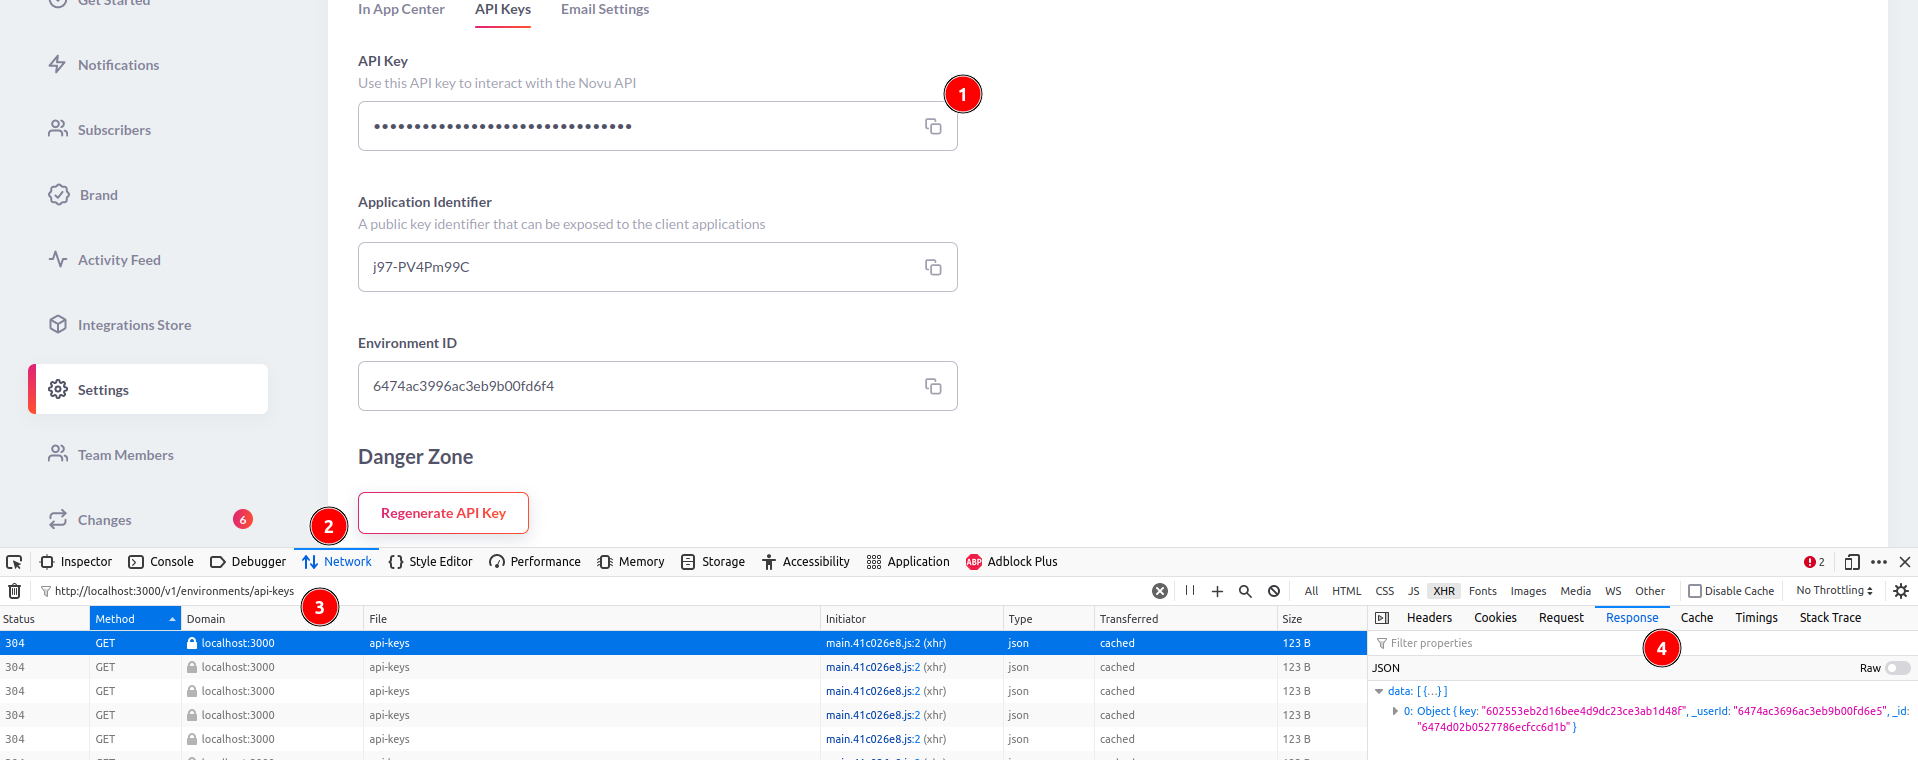 Get Started
Notifications
Subscribers
Brand
Activity Feed
Integrations Store
Settings
Team Members
Changes 6
In App Center API Keys Email Settings
API Key
Use this API key to interact with the Novu API
••••••••••••••••••••••••••••••••
1
Application Identifier
A public key identifier that can be exposed to the client applications
j97-PV4Pm99C
Environment ID
6474ac3996ac3eb9b00fd6f4
Danger Zone
Regenerate API Key
2
Inspector Console Debugger Network Style Editor Performance Memory Storage Accessibility Application ABP Adblock Plus 2
http://localhost:3000/v1/environments/api-keys All HTML CSS JS XHR Fonts Images Media WS Other Disable Cache No Throttling
3
Status Method Domain File Initiator Type Transferred Size
304 GET localhost:3000 api-keys main.41c026e8.js:2 (xhr) json cached 123 B
304 GET localhost:3000 api-keys main.41c026e8.js:2 (xhr) json cached 123 B
304 GET localhost:3000 api-keys main.41c026e8.js:2 (xhr) json cached 123 B
304 GET localhost:3000 api-keys main.41c026e8.js:2 (xhr) json cached 123 B
304 GET localhost:3000 api-keys main.41c026e8.js:2 (xhr) json cached 123 B
Headers Cookies Request Response Cache Timings Stack Trace
Filter properties
4
JSON Raw
data: [ {…} ]
0: Object { key: "602553eb2d16bee4d9dc23ce3ab1d48f", _userId: "6474ac3696ac3eb9b00fd6e5", _id:
"6474d02b0527786ecfcc6d1b" }